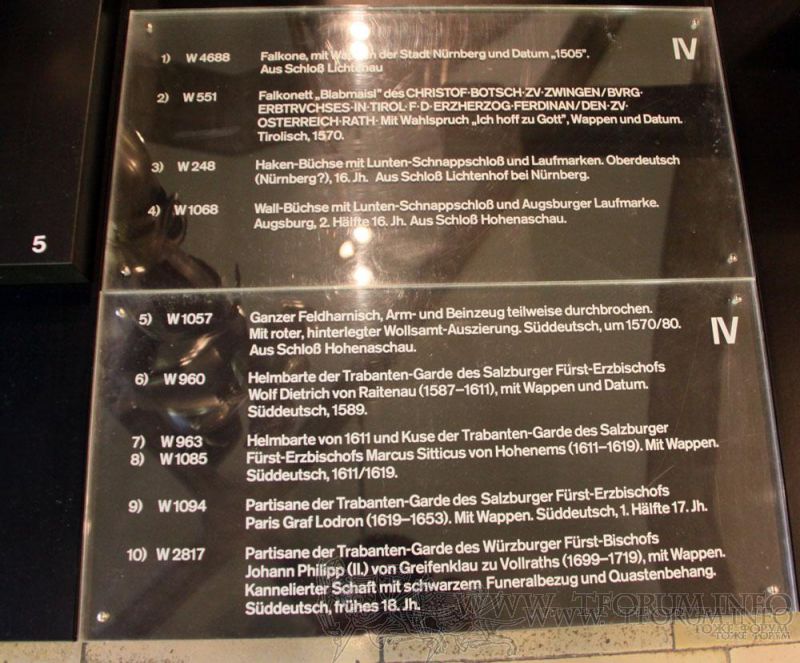 IV
1) W 4688 Falkone, mit Wappen der Stadt Nürnberg und Datum „1505".
Aus Schloß Lichtenau
2) W 551 Falkonett „Blabmaisl" des CHRISTOF·BOTSCH·ZV·ZWINGEN/BVRG·
ERBTRVCHSES·IN·TIROL·F·D·ERZHERZOG·FERDINAN/DEN·ZV·
OSTERREICH·RATH· Mit Wahlspruch „Ich hoff zu Gott", Wappen und Datum.
Tirolisch, 1570.
3) W 248 Haken-Büchse mit Lunten-Schnappschloß und Laufmarken. Oberdeutsch
(Nürnberg?), 16. Jh. Aus Schloß Lichtenhof bei Nürnberg.
4) W 1068 Wall-Büchse mit Lunten-Schnappschloß und Augsburger Laufmarke.
Augsburg, 2. Hälfte 16. Jh. Aus Schloß Hohenaschau.
5
IV
5) W 1057 Ganzer Feldharnisch, Arm- und Beinzeug teilweise durchbrochen.
Mit roter, hinterlegter Wollsamt-Auszierung. Süddeutsch, um 1570/80.
Aus Schloß Hohenaschau.
6) W 960 Helmbarte der Trabanten-Garde des Salzburger Fürst-Erzbischofs
Wolf Dietrich von Raitenau (1587–1611), mit Wappen und Datum.
Süddeutsch, 1589.
7) W 963 Helmbarte von 1611 und Kuse der Trabanten-Garde des Salzburger
8) W 1085 Fürst-Erzbischofs Marcus Sitticus von Hohenems (1611–1619). Mit Wappen.
Süddeutsch, 1611/1619.
9) W 1094 Partisane der Trabanten-Garde des Salzburger Fürst-Erzbischofs
Paris Graf Lodron (1619–1653). Mit Wappen. Süddeutsch, 1. Hälfte 17. Jh.
10) W 2817 Partisane der Trabanten-Garde des Würzburger Fürst-Bischofs
Johann Philipp (II.) von Greifenklau zu Vollraths (1699–1719), mit Wappen.
Kannelierter Schaft mit schwarzem Funeralbezug und Quastenbehang.
Süddeutsch, frühes 18. Jh.
WWW.TFORUM.INFO
ТОЖЕ ФОРУМ